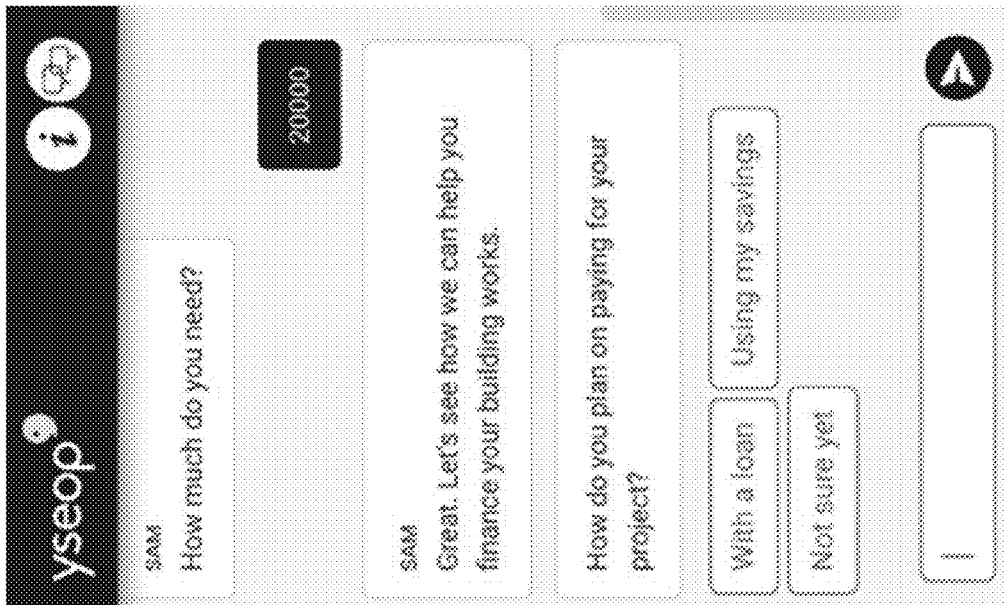 yseop
i
SAM
How much do you need?
20000
SAM
Great. Let's see how we can help you
finance your building works.
How do you plan on paying for your
project?
With a loan
Using my savings
Not sure yet